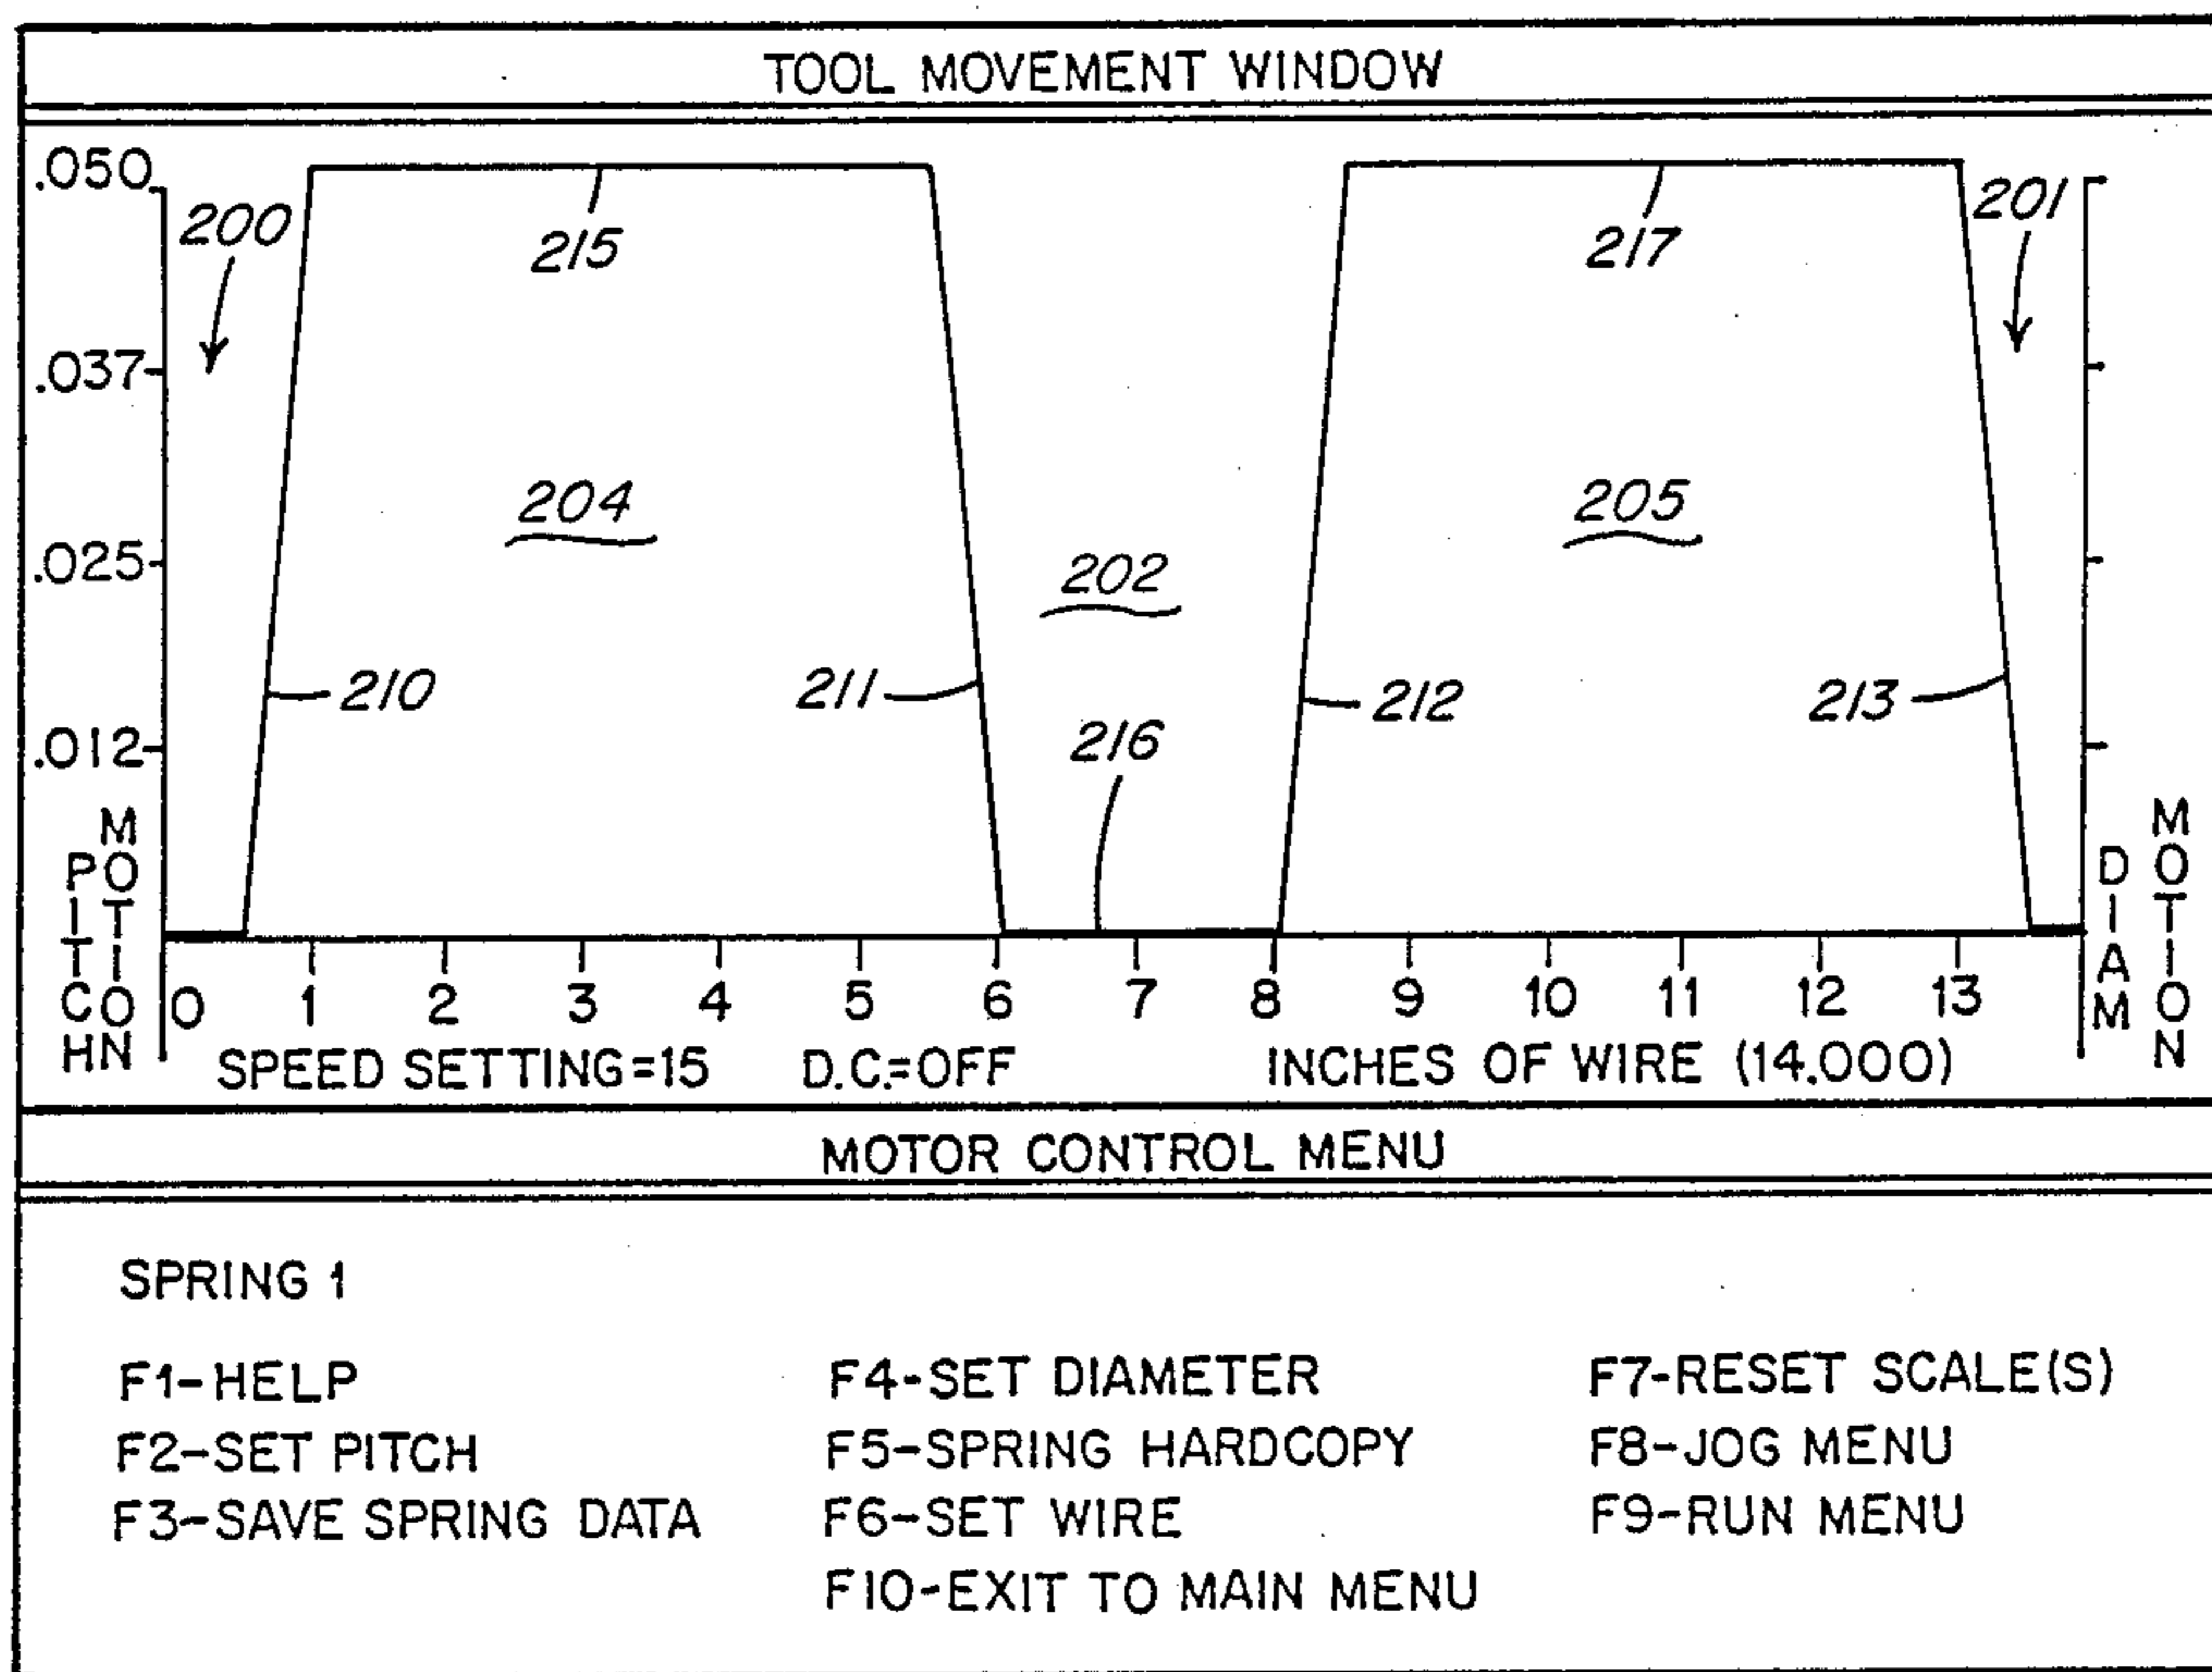 TOOL MOVEMENT WINDOW
.050
200
215
217
201
.037
204
205
.025
202
210
211
212
213
.012
216
PITCH
MOTION
DIAM
MOTION
0 1 2 3 4 5 6 7 8 9 10 11 12 13
SPEED SETTING=15 D.C.=OFF INCHES OF WIRE (14.000)
MOTOR CONTROL MENU
SPRING 1
F1-HELP F4-SET DIAMETER F7-RESET SCALE(S)
F2-SET PITCH F5-SPRING HARDCOPY F8-JOG MENU
F3-SAVE SPRING DATA F6-SET WIRE F9-RUN MENU
F10-EXIT TO MAIN MENU